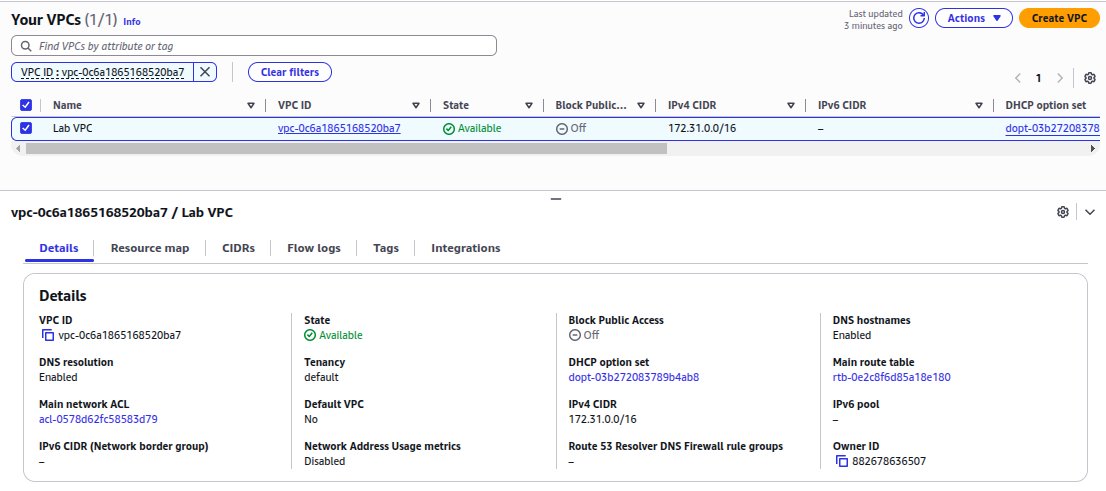 Your VPCs (1/1) Info
Last updated
3 minutes ago
Actions
Create VPC
Find VPCs by attribute or tag
VPC ID : vpc-0c6a1865168520ba7
Clear filters
1
Name VPC ID State Block Public... IPv4 CIDR IPv6 CIDR DHCP option set
Lab VPC vpc-0c6a1865168520ba7 Available Off 172.31.0.0/16 – dopt-03b27208378
vpc-0c6a1865168520ba7 / Lab VPC
Details Resource map CIDRs Flow logs Tags Integrations
Details
VPC ID State Block Public Access DNS hostnames
vpc-0c6a1865168520ba7 Available Off Enabled
DNS resolution Tenancy DHCP option set Main route table
Enabled default dopt-03b272083789b4ab8 rtb-0e2c8f6d85a18e180
Main network ACL Default VPC IPv4 CIDR IPv6 pool
acl-0578d62fc58583d79 No 172.31.0.0/16 –
IPv6 CIDR (Network border group) Network Address Usage metrics Route 53 Resolver DNS Firewall rule groups Owner ID
– Disabled – 882678636507